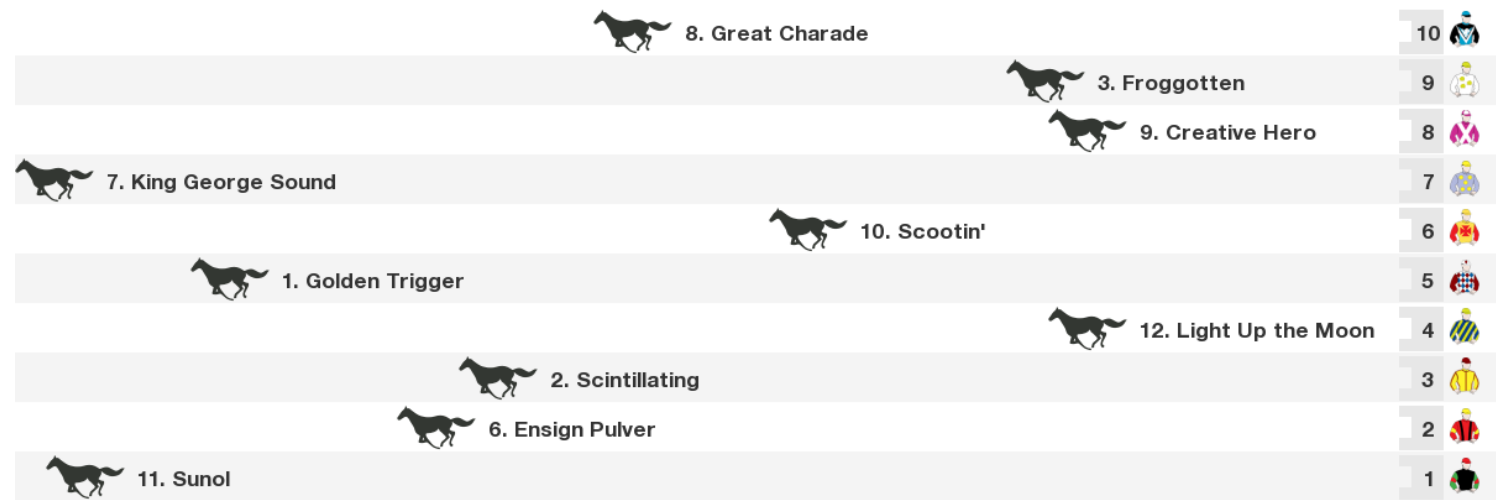 8. Great Charade 10
3. Froggotten 9
9. Creative Hero 8
7. King George Sound 7
10. Scootin' 6
1. Golden Trigger 5
12. Light Up the Moon 4
2. Scintillating 3
6. Ensign Pulver 2
11. Sunol 1